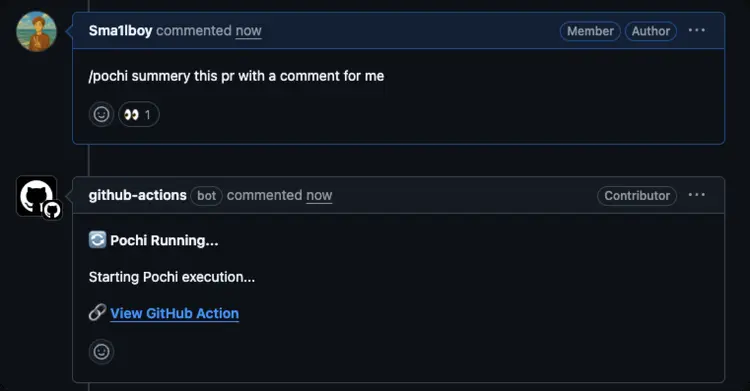 Sma1lboy commented now Member Author ...
/pochi summery this pr with a comment for me
👀 1
github-actions bot commented now Contributor ...
🔄 Pochi Running...
Starting Pochi execution...
🔗 View GitHub Action